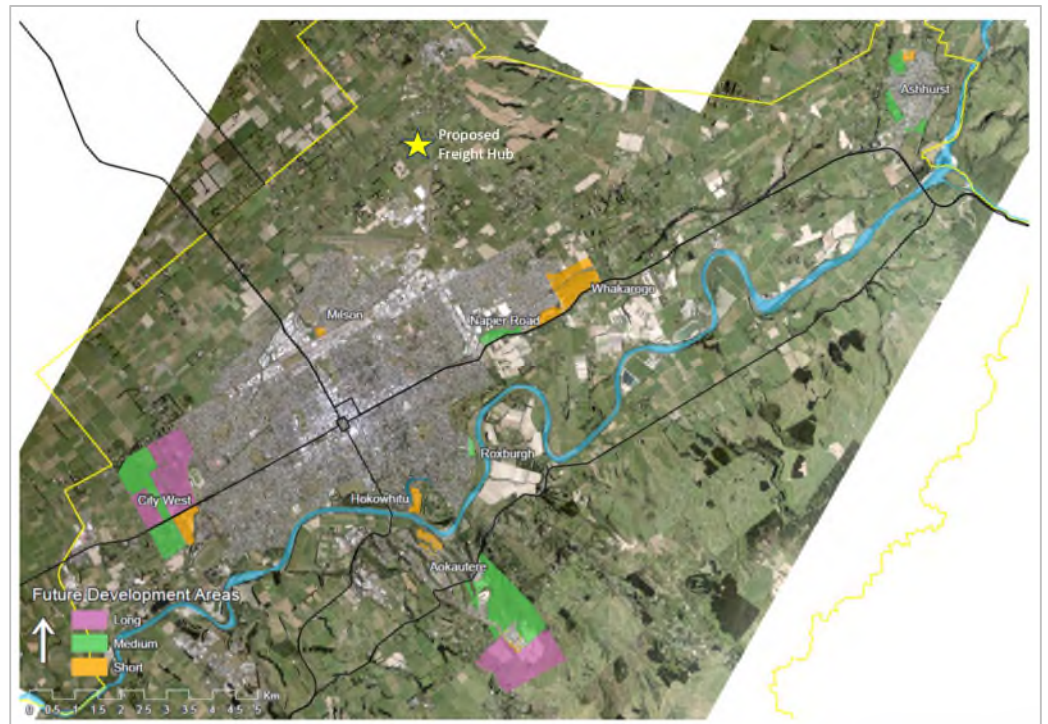 Ashhurst
Proposed
Freight Hub
Whakarogo
Milson
Napier Road
Roxburgh
Hokowhitu
City West
Aokautere
Future Development Areas
Long
Medium
Short
Km
0 0.5 1 1.5 2 2.5 3 3.5 4 4.5 5